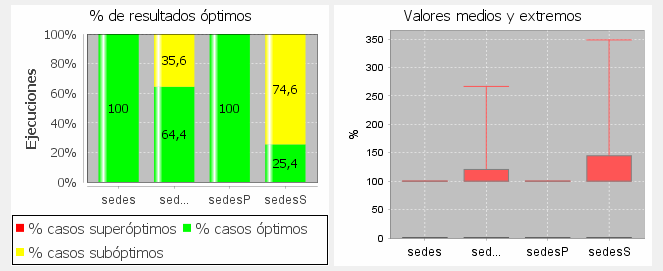 % de resultados óptimos
Ejecuciones
100%
80%
60%
40%
20%
0%
100
35,6
64,4
100
74,6
25,4
sedes
sed...
sedesP
sedesS
% casos superóptimos
% casos óptimos
% casos subóptimos
Valores medios y extremos
%
350
300
250
200
150
100
50
0
sedes
sed...
sedesP
sedesS